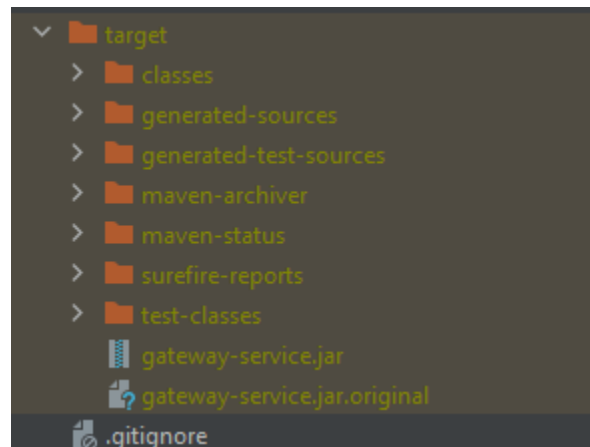 target
classes
generated-sources
generated-test-sources
maven-archiver
maven-status
surefire-reports
test-classes
gateway-service.jar
gateway-service.jar.original
.gitignore